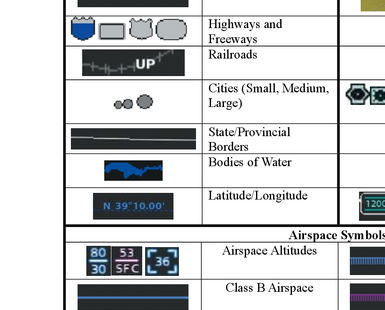 Highways and
Freeways
UP
Railroads
Cities (Small, Medium,
Large)
State/Provincial
Borders
Bodies of Water
N 39°10.00'
Latitude/Longitude
1200
Airspace Symbols
80
30
53
SFC
36
Airspace Altitudes
Class B Airspace